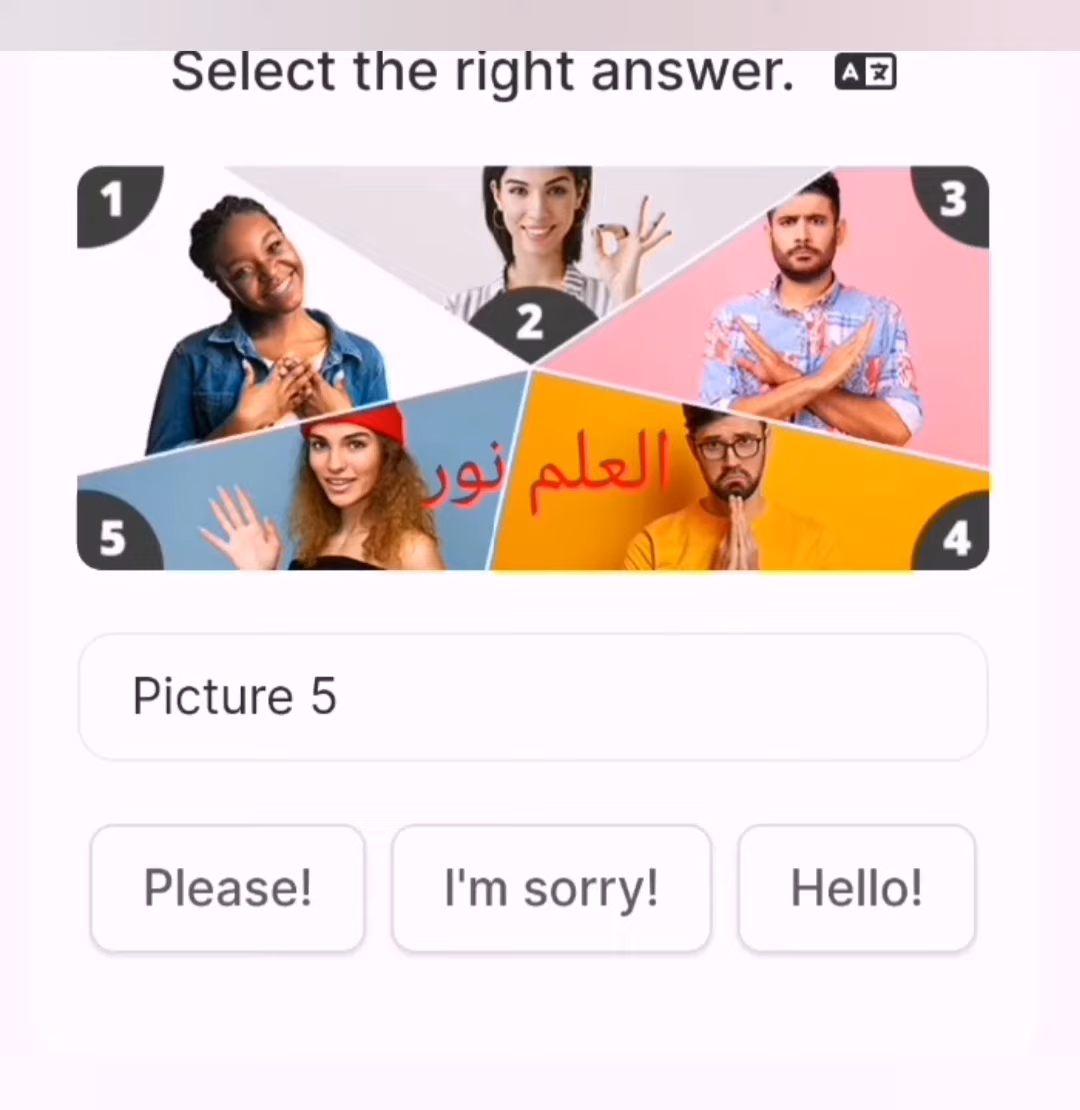 Select the right answer.
1
2
3
العلم نور
5
4
Picture 5
Please! I'm sorry! Hello!